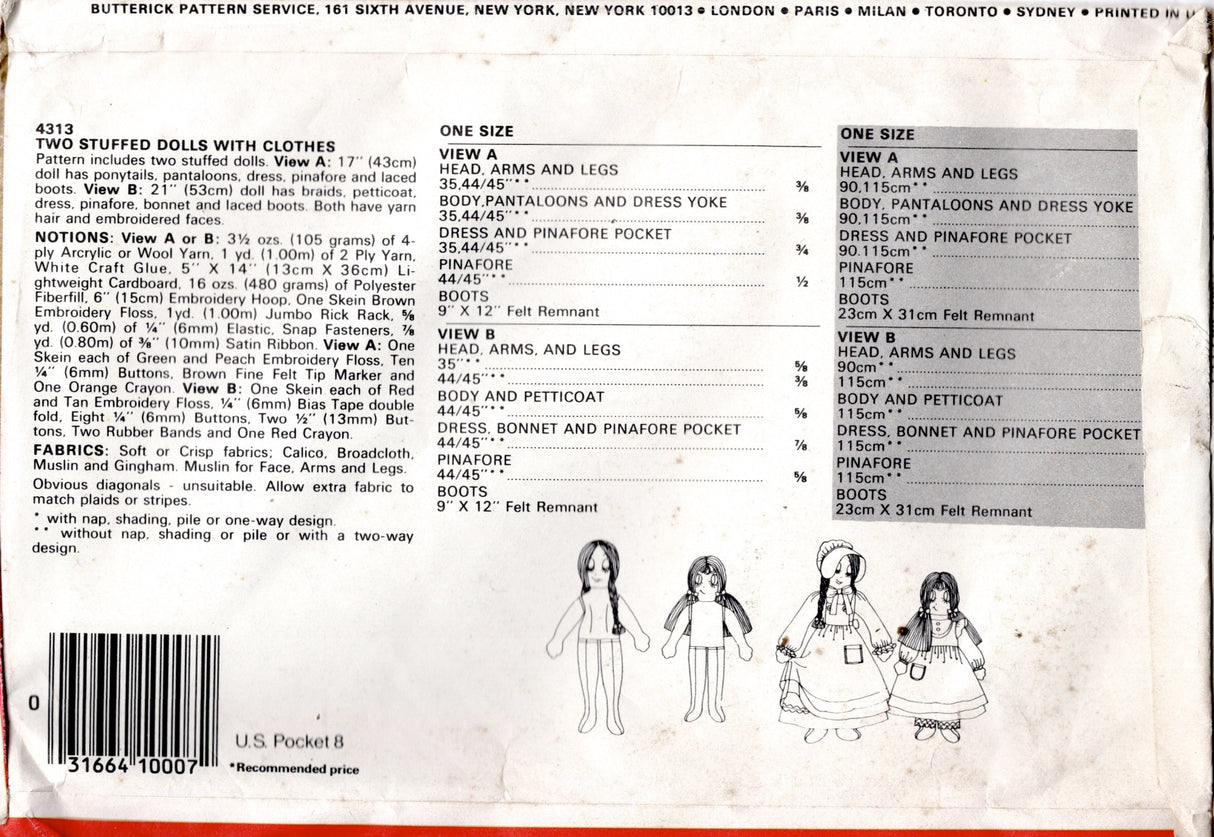 BUTTERICK PATTERN SERVICE, 161 SIXTH AVENUE, NEW YORK, NEW YORK 10013 • LONDON • PARIS • MILAN • TORONTO • SYDNEY • PRINTED IN
4313
TWO STUFFED DOLLS WITH CLOTHES
Pattern includes two stuffed dolls. View A: 17″ (43cm)
doll has ponytails, pantaloons, dress, pinafore and laced
boots. View B: 21″ (53cm) doll has braids, petticoat,
dress, pinafore, bonnet and laced boots. Both have yarn
hair and embroidered faces.
NOTIONS: View A or B: 3½ ozs. (105 grams) of 4-
ply Arcrylic or Wool Yarn, 1 yd. (1.00m) of 2 Ply Yarn,
White Craft Glue, 5″ X 14″ (13cm X 36cm) Li-
ghtweight Cardboard, 16 ozs. (480 grams) of Polyester
Fiberfill, 6″ (15cm) Embroidery Hoop, One Skein Brown
Embroidery Floss, 1yd. (1.00m) Jumbo Rick Rack, ⅝
yd. (0.60m) of ¼″ (6mm) Elastic, Snap Fasteners, ⅞
yd. (0.80m) of ⅜″ (10mm) Satin Ribbon. View A: One
Skein each of Green and Peach Embroidery Floss, Ten
¼″ (6mm) Buttons, Brown Fine Felt Tip Marker and
One Orange Crayon. View B: One Skein each of Red
and Tan Embroidery Floss, ¼″ (6mm) Bias Tape double
fold, Eight ¼″ (6mm) Buttons, Two ½″ (13mm) But-
tons, Two Rubber Bands and One Red Crayon.
FABRICS: Soft or Crisp fabrics; Calico, Broadcloth,
Muslin and Gingham. Muslin for Face, Arms and Legs.
Obvious diagonals - unsuitable. Allow extra fabric to
match plaids or stripes.
* with nap, shading, pile or one-way design.
** without nap, shading or pile or with a two-way
design.
ONE SIZE
VIEW A
HEAD, ARMS AND LEGS
35,44/45″** ⅜
BODY,PANTALOONS AND DRESS YOKE
35,44/45″** ⅜
DRESS AND PINAFORE POCKET
35,44/45″** ¾
PINAFORE
44/45″** ½
BOOTS
9″ X 12″ Felt Remnant
VIEW B
HEAD, ARMS, AND LEGS
35″** ⅝
44/45″** ⅜
BODY AND PETTICOAT
44/45″** ⅝
DRESS, BONNET AND PINAFORE POCKET
44/45″** ⅞
PINAFORE
44/45″** ⅝
BOOTS
9″ X 12″ Felt Remnant
ONE SIZE
VIEW A
HEAD, ARMS AND LEGS
90,115cm**
BODY, PANTALOONS AND DRESS YOKE
90,115cm**
DRESS AND PINAFORE POCKET
90,115cm**
PINAFORE
115cm**
BOOTS
23cm X 31cm Felt Remnant
VIEW B
HEAD, ARMS AND LEGS
90cm**
115cm**
BODY AND PETTICOAT
115cm**
DRESS, BONNET AND PINAFORE POCKET
115cm**
PINAFORE
115cm**
BOOTS
23cm X 31cm Felt Remnant
0 31664 10007
U.S. Pocket 8
*Recommended price